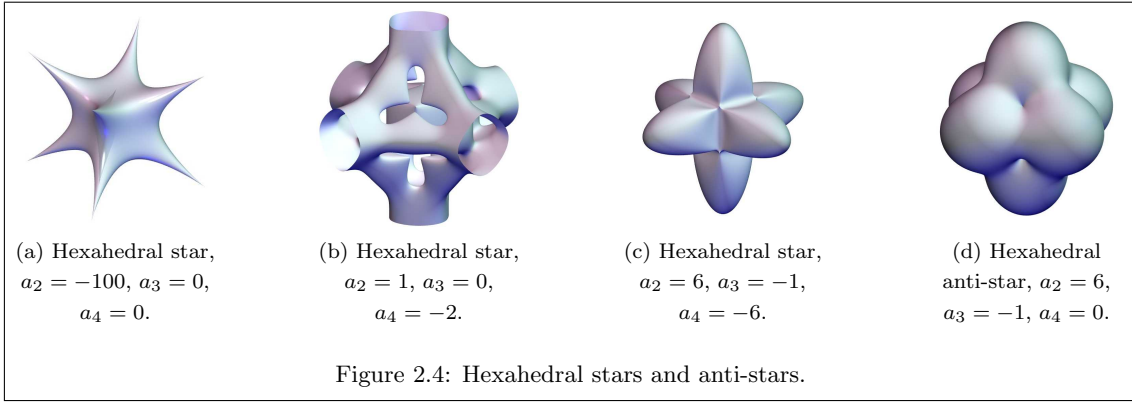 (a) Hexahedral star,
a₂ = −100, a₃ = 0,
a₄ = 0.
(b) Hexahedral star,
a₂ = 1, a₃ = 0,
a₄ = −2.
(c) Hexahedral star,
a₂ = 6, a₃ = −1,
a₄ = −6.
(d) Hexahedral
anti-star, a₂ = 6,
a₃ = −1, a₄ = 0.
Figure 2.4: Hexahedral stars and anti-stars.